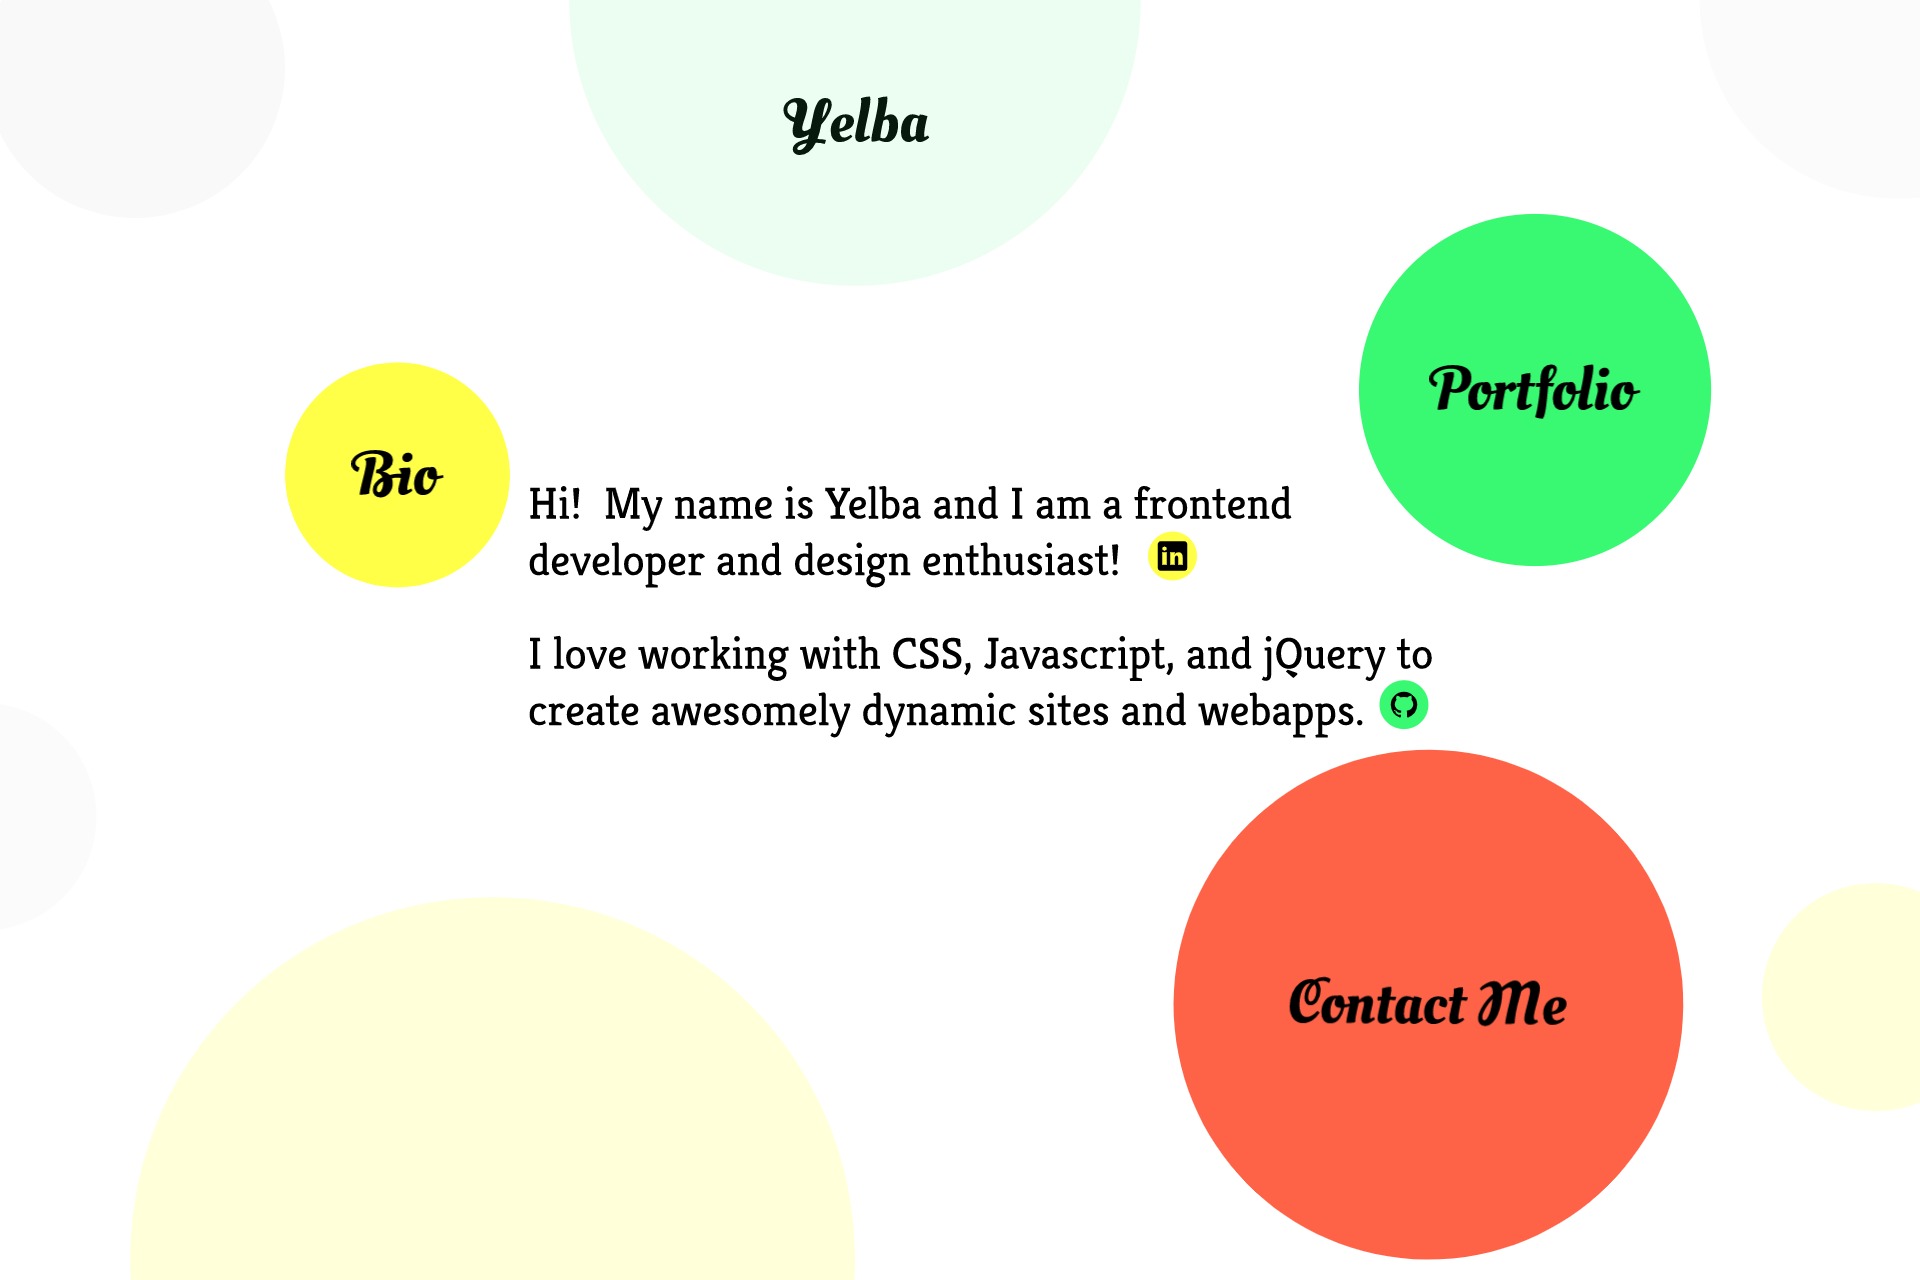 Yelba
Portfolio
Bio
Hi!  My name is Yelba and I am a frontend
developer and design enthusiast!
in
I love working with CSS, Javascript, and jQuery to
create awesomely dynamic sites and webapps.
Contact Me